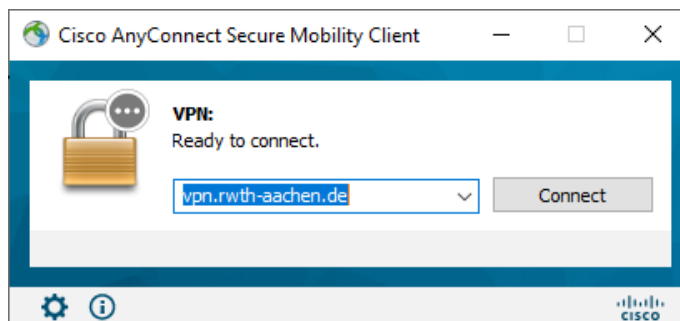 Cisco AnyConnect Secure Mobility Client
VPN:
Ready to connect.
vpn.rwth-aachen.de
Connect
CISCO